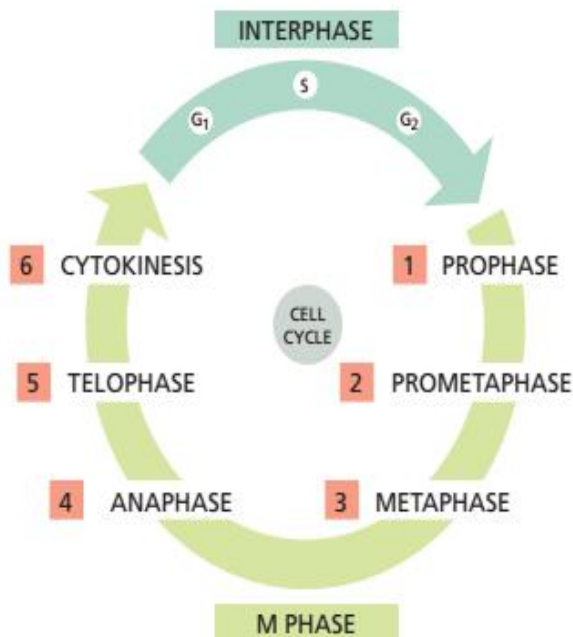 INTERPHASE
S
G₁
G₂
6 CYTOKINESIS
1 PROPHASE
CELL
CYCLE
5 TELOPHASE
2 PROMETAPHASE
4 ANAPHASE
3 METAPHASE
M PHASE